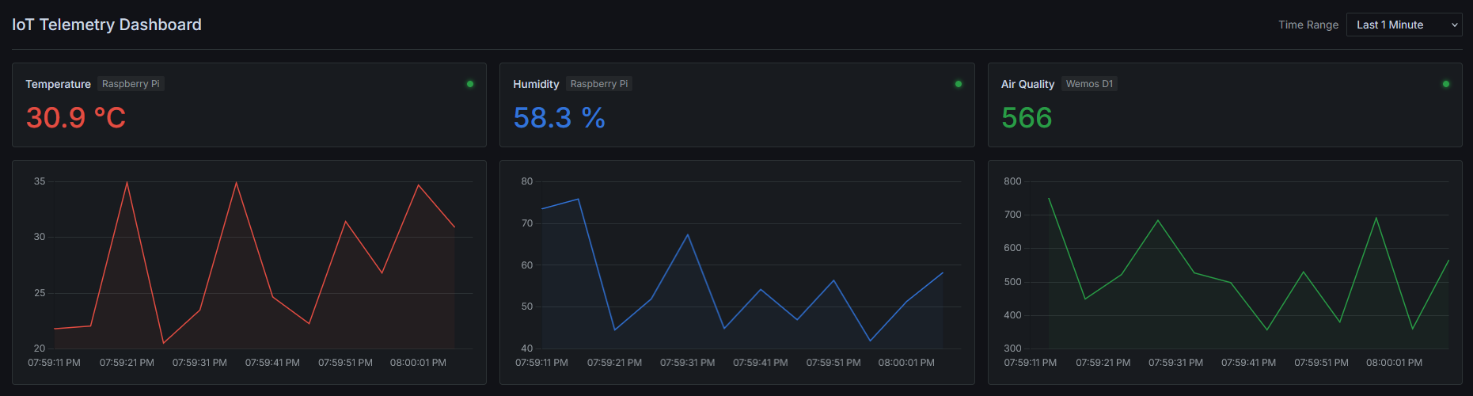 IoT Telemetry Dashboard
Time Range Last 1 Minute
Temperature Raspberry Pi
30.9 °C
Humidity Raspberry Pi
58.3 %
Air Quality Wemos D1
566
35
30
25
20
07:59:11 PM 07:59:21 PM 07:59:31 PM 07:59:41 PM 07:59:51 PM 08:00:01 PM
80
70
60
50
40
07:59:11 PM 07:59:21 PM 07:59:31 PM 07:59:41 PM 07:59:51 PM 08:00:01 PM
800
700
600
500
400
300
07:59:11 PM 07:59:21 PM 07:59:31 PM 07:59:41 PM 07:59:51 PM 08:00:01 PM